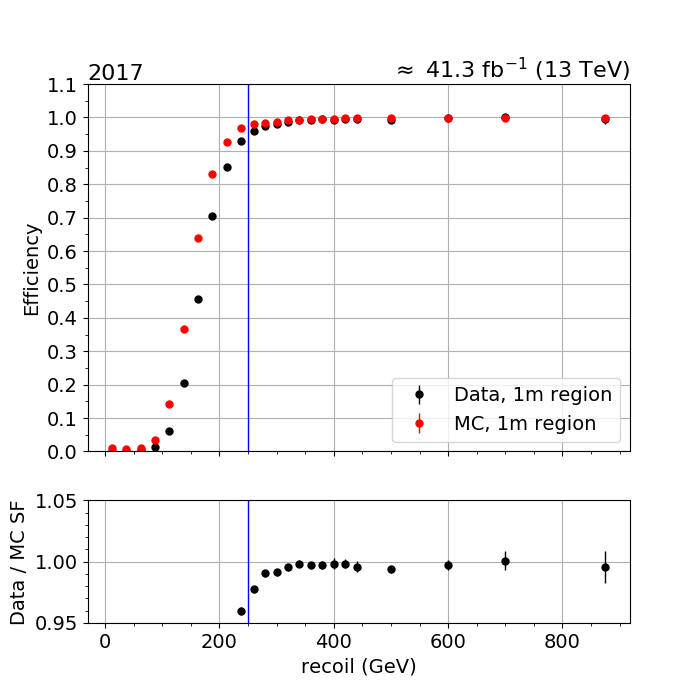 2017
≈ 41.3 fb⁻¹ (13 TeV)
1.1
1.0
0.9
0.8
0.7
0.6
0.5
0.4
0.3
0.2
0.1
0.0
Efficiency
Data, 1m region
MC, 1m region
1.05
1.00
0.95
Data / MC SF
0 200 400 600 800
recoil (GeV)